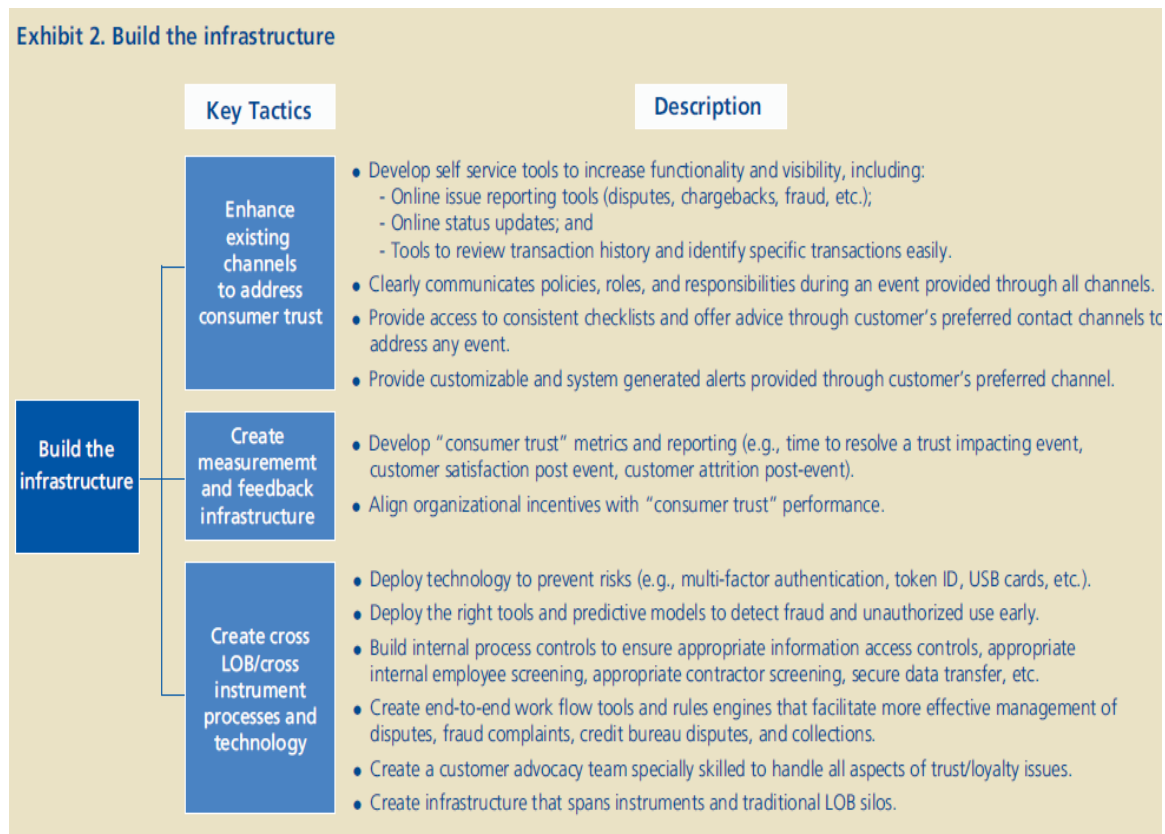 Exhibit 2. Build the infrastructure
Key Tactics
Description
Build the
infrastructure
Enhance
existing
channels
to address
consumer trust
● Develop self service tools to increase functionality and visibility, including:
- Online issue reporting tools (disputes, chargebacks, fraud, etc.);
- Online status updates; and
- Tools to review transaction history and identify specific transactions easily.
● Clearly communicates policies, roles, and responsibilities during an event provided through all channels.
● Provide access to consistent checklists and offer advice through customer's preferred contact channels to
address any event.
● Provide customizable and system generated alerts provided through customer's preferred channel.
Create
measurememt
and feedback
infrastructure
● Develop “consumer trust” metrics and reporting (e.g., time to resolve a trust impacting event,
customer satisfaction post event, customer attrition post-event).
● Align organizational incentives with “consumer trust” performance.
Create cross
LOB/cross
instrument
processes and
technology
● Deploy technology to prevent risks (e.g., multi-factor authentication, token ID, USB cards, etc.).
● Deploy the right tools and predictive models to detect fraud and unauthorized use early.
● Build internal process controls to ensure appropriate information access controls, appropriate
internal employee screening, appropriate contractor screening, secure data transfer, etc.
● Create end-to-end work flow tools and rules engines that facilitate more effective management of
disputes, fraud complaints, credit bureau disputes, and collections.
● Create a customer advocacy team specially skilled to handle all aspects of trust/loyalty issues.
● Create infrastructure that spans instruments and traditional LOB silos.